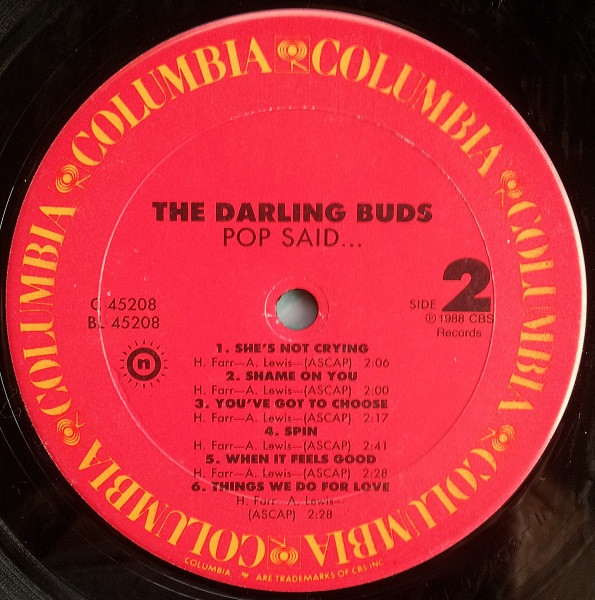 COLUMBIA COLUMBIA COLUMBIA COLUMBIA COLUMBIA COLUMBIA COLUMBIA COLUMBIA
THE DARLING BUDS
POP SAID...
C 45208
BL 45208
n
SIDE 2
℗ 1988 CBS
Records
1. SHE'S NOT CRYING
H. Farr—A. Lewis—(ASCAP) 2:06
2. SHAME ON YOU
H. Farr—A. Lewis—(ASCAP) 2:00
3. YOU'VE GOT TO CHOOSE
H. Farr—A. Lewis—(ASCAP) 2:17
4. SPIN
H. Farr—A. Lewis—(ASCAP) 2:41
5. WHEN IT FEELS GOOD
H. Farr—A. Lewis—(ASCAP) 2:28
6. THINGS WE DO FOR LOVE
H. Farr—A. Lewis—
(ASCAP) 2:28
COLUMBIA, ARE TRADEMARKS OF CBS INC.